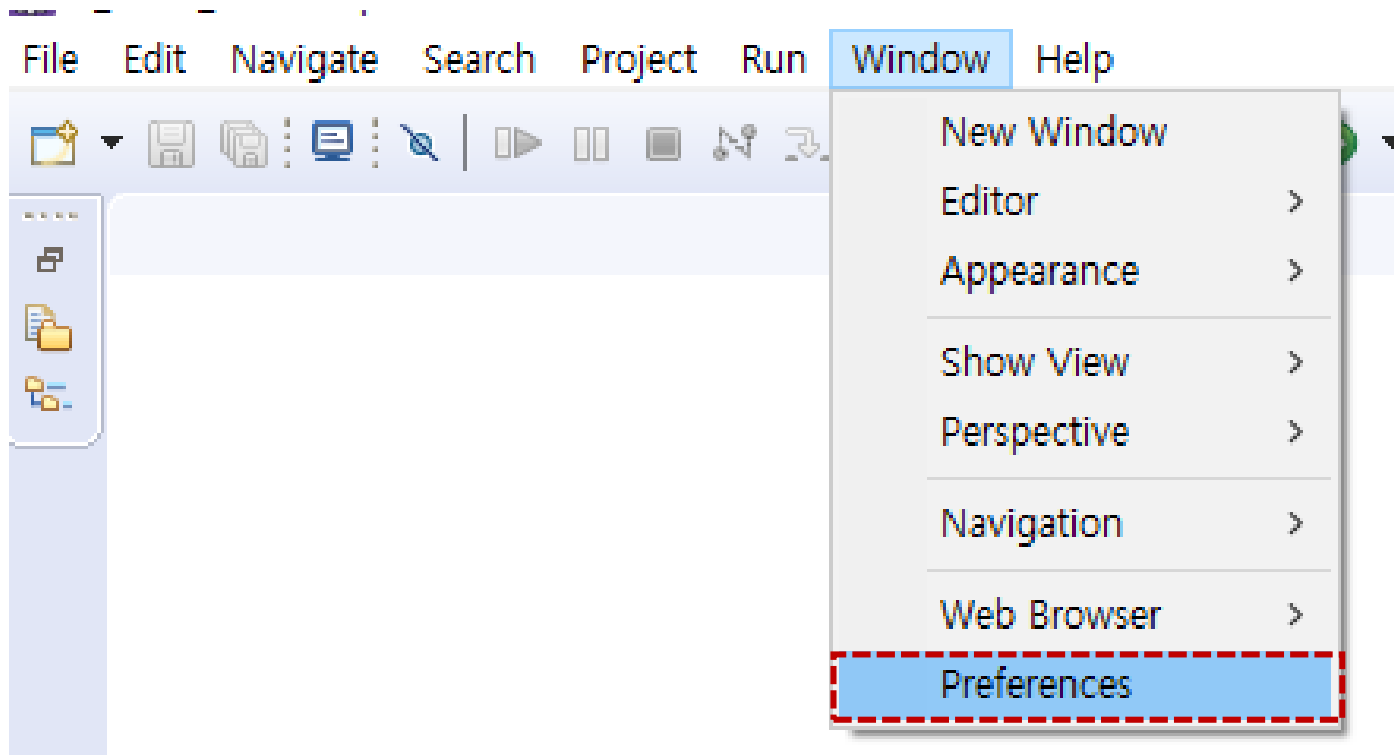 File Edit Navigate Search Project Run Window Help
New Window
Editor
Appearance
Show View
Perspective
Navigation
Web Browser
Preferences